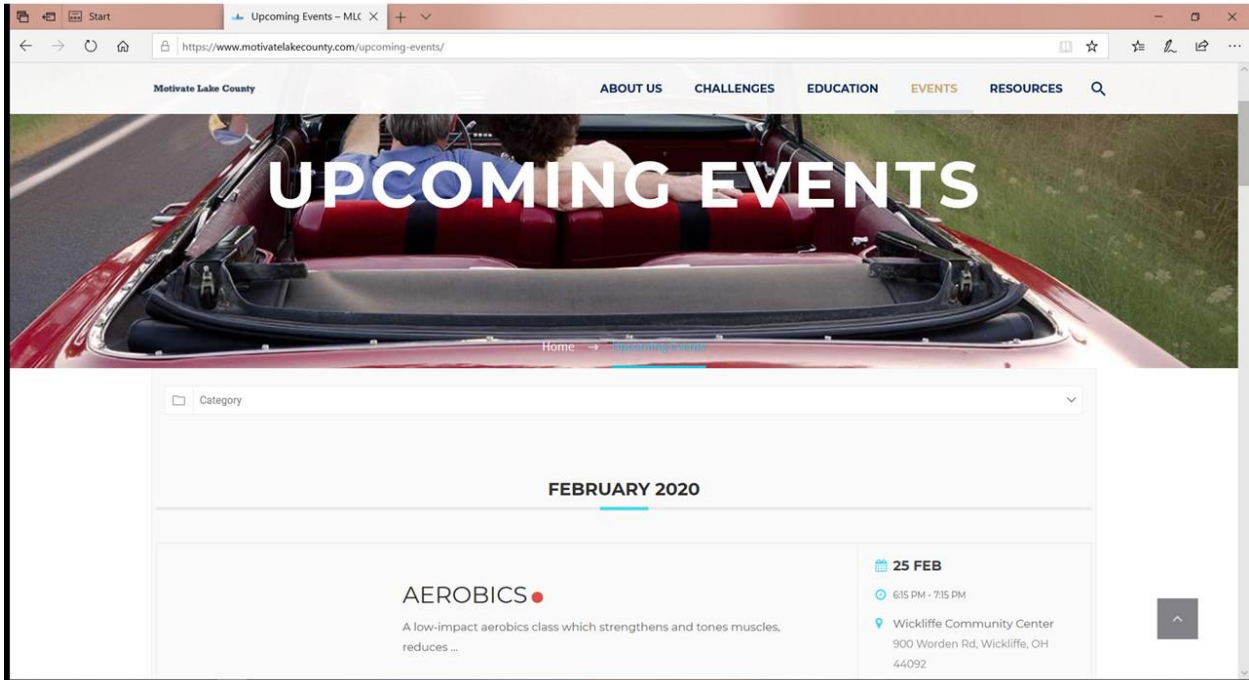 Start
Upcoming Events – MLC
https://www.motivatelakecounty.com/upcoming-events/
Motivate Lake County
ABOUT US
CHALLENGES
EDUCATION
EVENTS
RESOURCES
UPCOMING EVENTS
Home → Upcoming Events
Category
FEBRUARY 2020
AEROBICS
A low-impact aerobics class which strengthens and tones muscles,
reduces ...
25 FEB
6:15 PM - 7:15 PM
Wickliffe Community Center
900 Worden Rd, Wickliffe, OH
44092